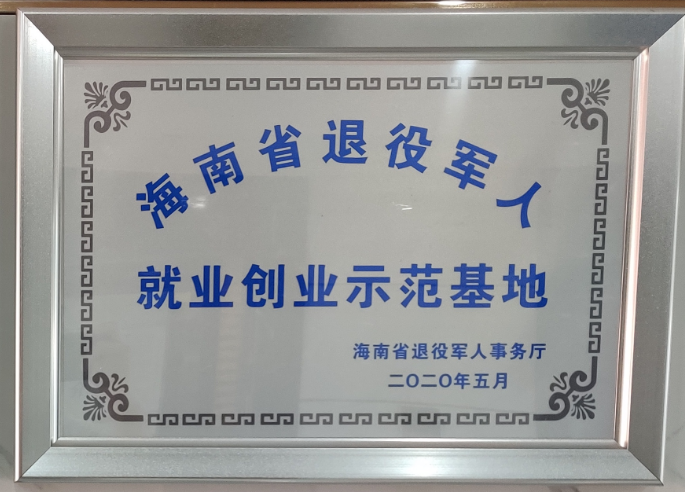 海南省退役军人
就业创业示范基地
海南省退役军人事务厅
二〇二〇年五月